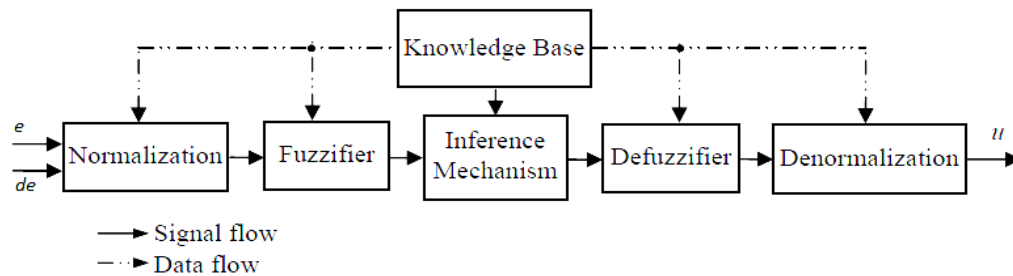 Knowledge Base
e
de
Normalization
Fuzzifier
Inference
Mechanism
Defuzzifier
Denormalization
u
Signal flow
Data flow